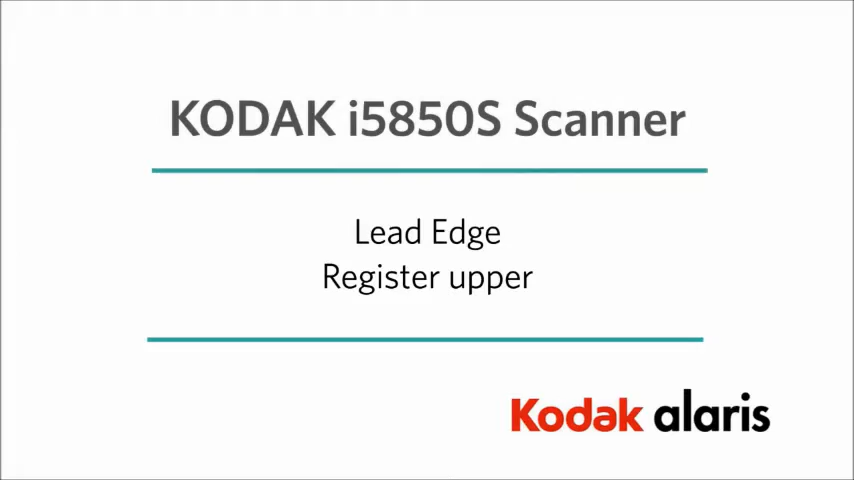 KODAK i5850S Scanner
Lead Edge
Register upper
Kodak alaris